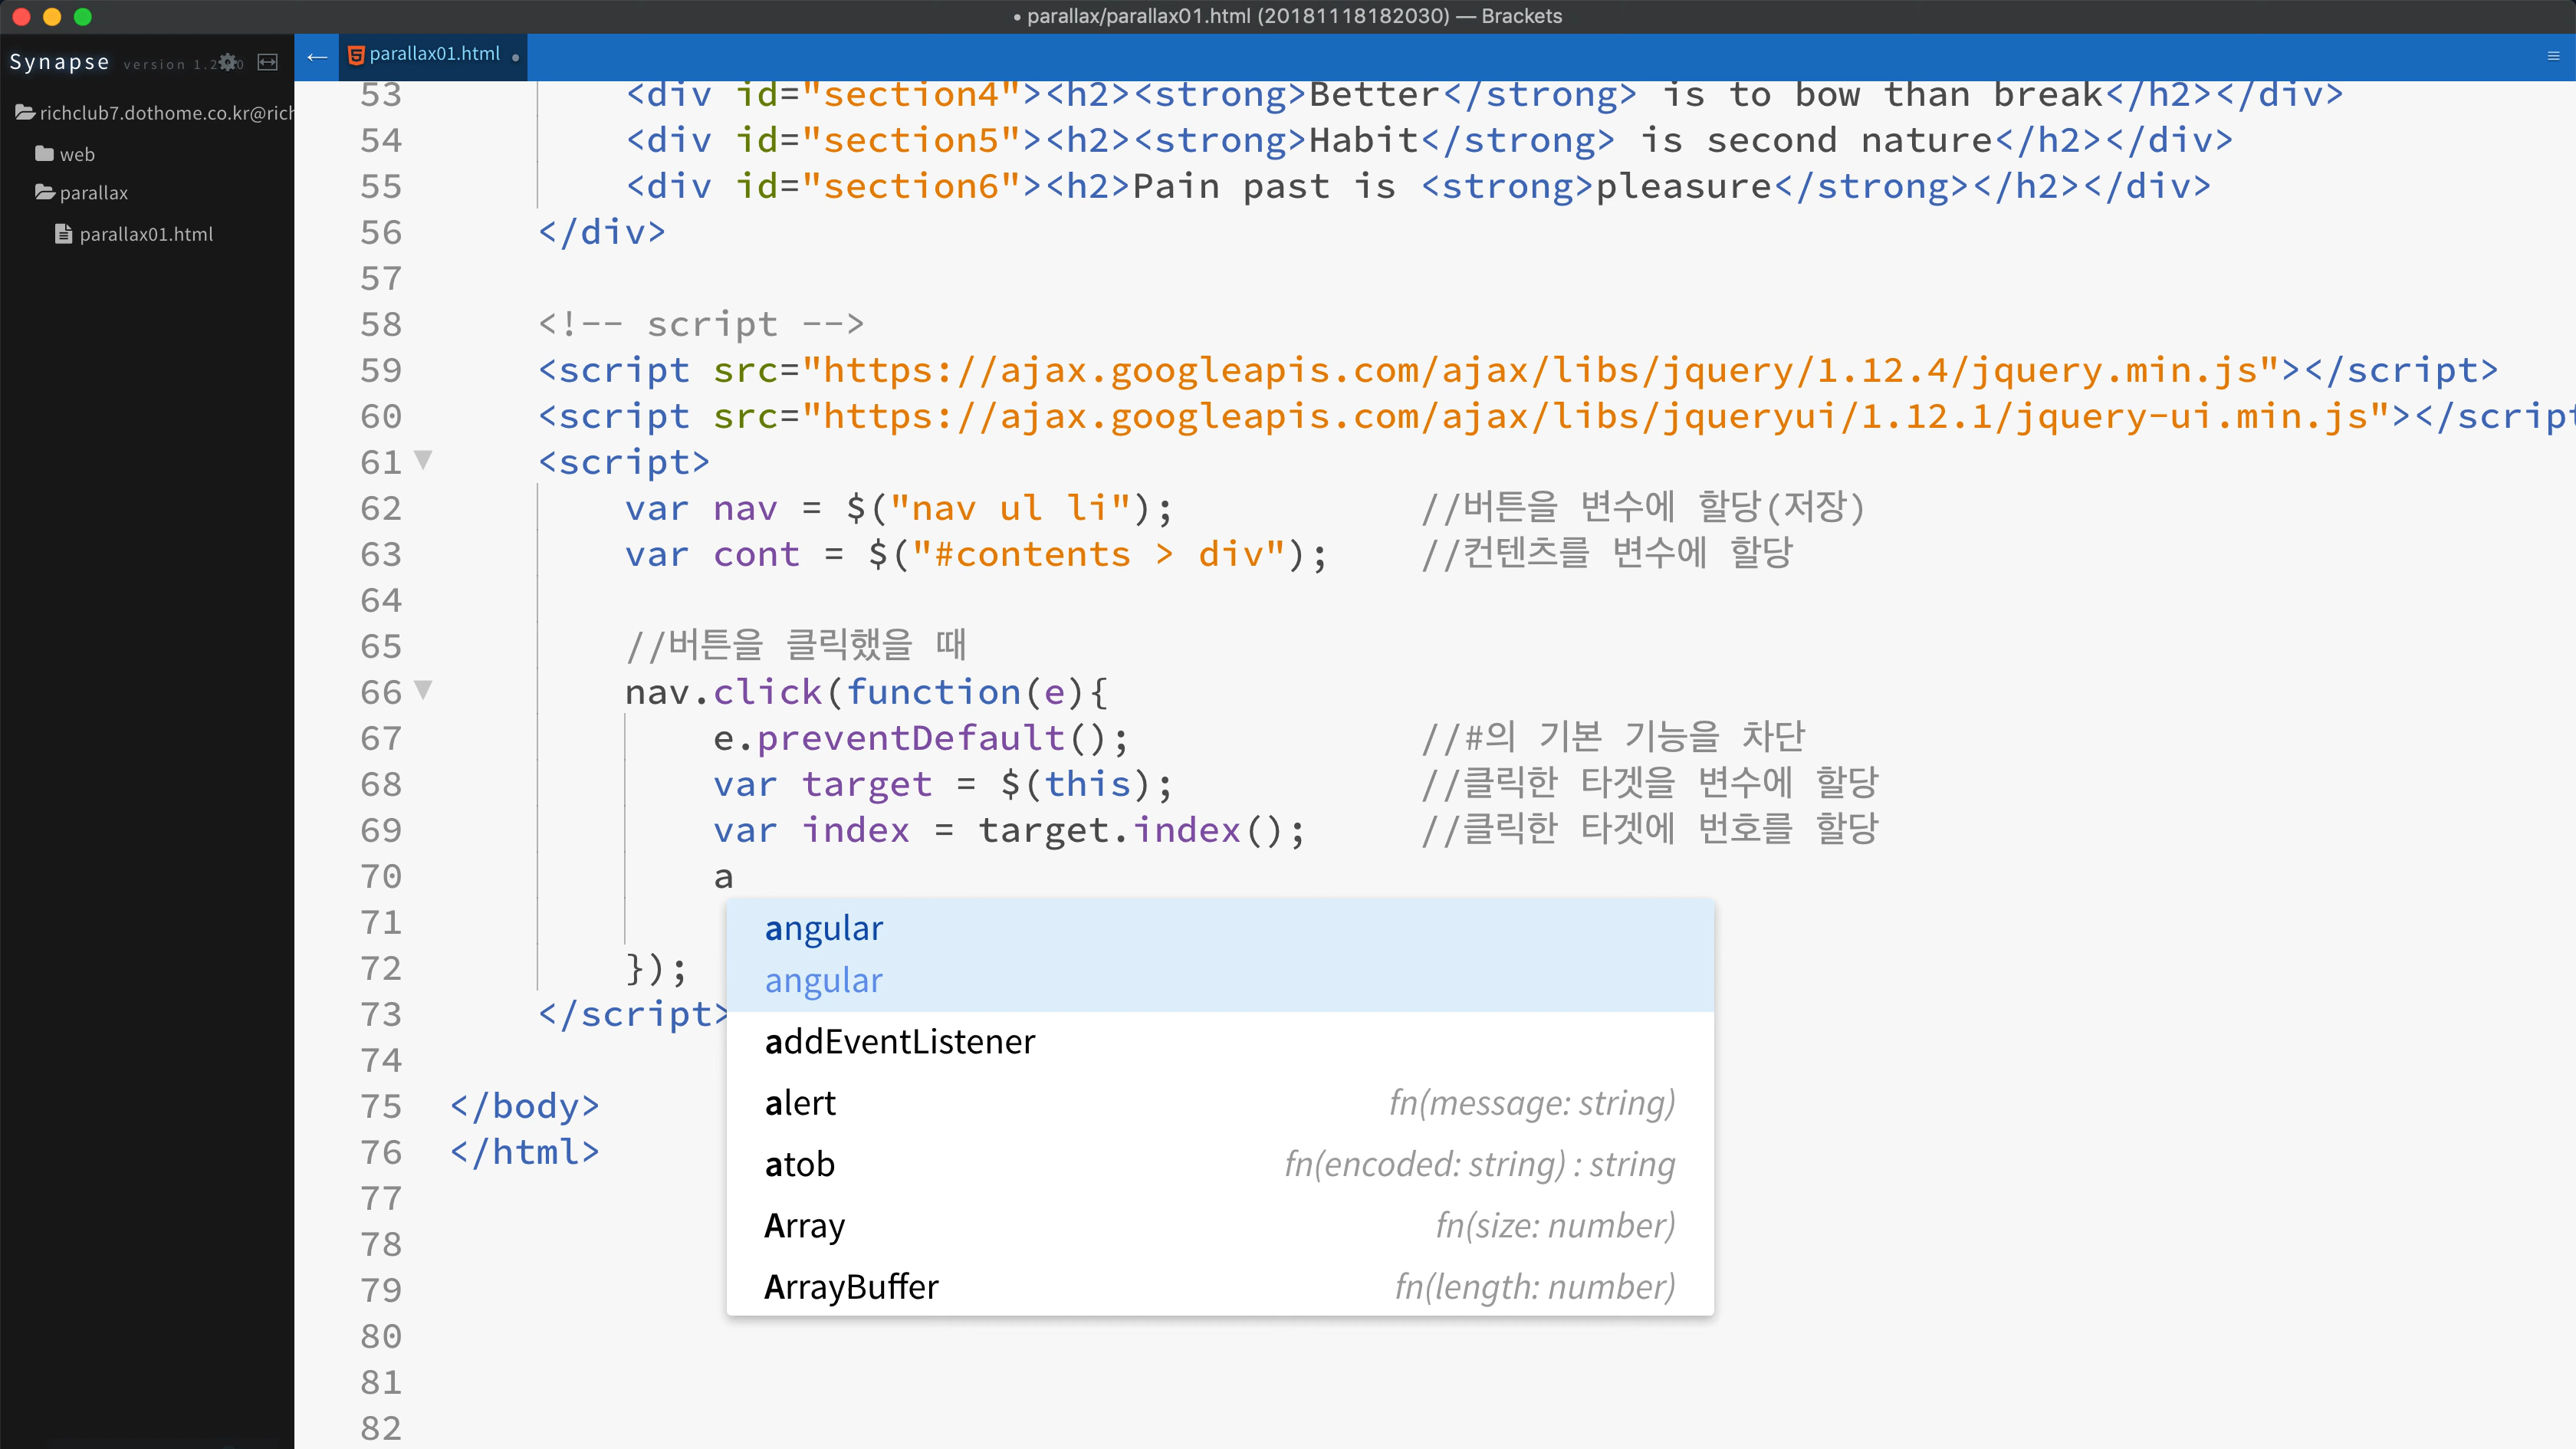 • parallax/parallax01.html (20181118182030) — Brackets
Synapse version 1.2
richclub7.dothome.co.kr@rich
web
parallax
parallax01.html
← parallax01.html •
53 <div id="section4"><h2><strong>Better</strong> is to bow than break</h2></div>
54 <div id="section5"><h2><strong>Habit</strong> is second nature</h2></div>
55 <div id="section6"><h2>Pain past is <strong>pleasure</strong></h2></div>
56 </div>
57
58 <!-- script -->
59 <script src="https://ajax.googleapis.com/ajax/libs/jquery/1.12.4/jquery.min.js"></script>
60 <script src="https://ajax.googleapis.com/ajax/libs/jqueryui/1.12.1/jquery-ui.min.js"></script
61 <script>
62 var nav = $("nav ul li"); //버튼을 변수에 할당(저장)
63 var cont = $("#contents > div"); //컨텐츠를 변수에 할당
64
65 //버튼을 클릭했을 때
66 nav.click(function(e){
67 e.preventDefault(); //#의 기본 기능을 차단
68 var target = $(this); //클릭한 타겟을 변수에 할당
69 var index = target.index(); //클릭한 타겟에 번호를 할당
70 a
71
72 });
73 </script>
74
75 </body>
76 </html>
77
78
79
80
81
82
angular
angular
addEventListener
alert fn(message: string)
atob fn(encoded: string) : string
Array fn(size: number)
ArrayBuffer fn(length: number)